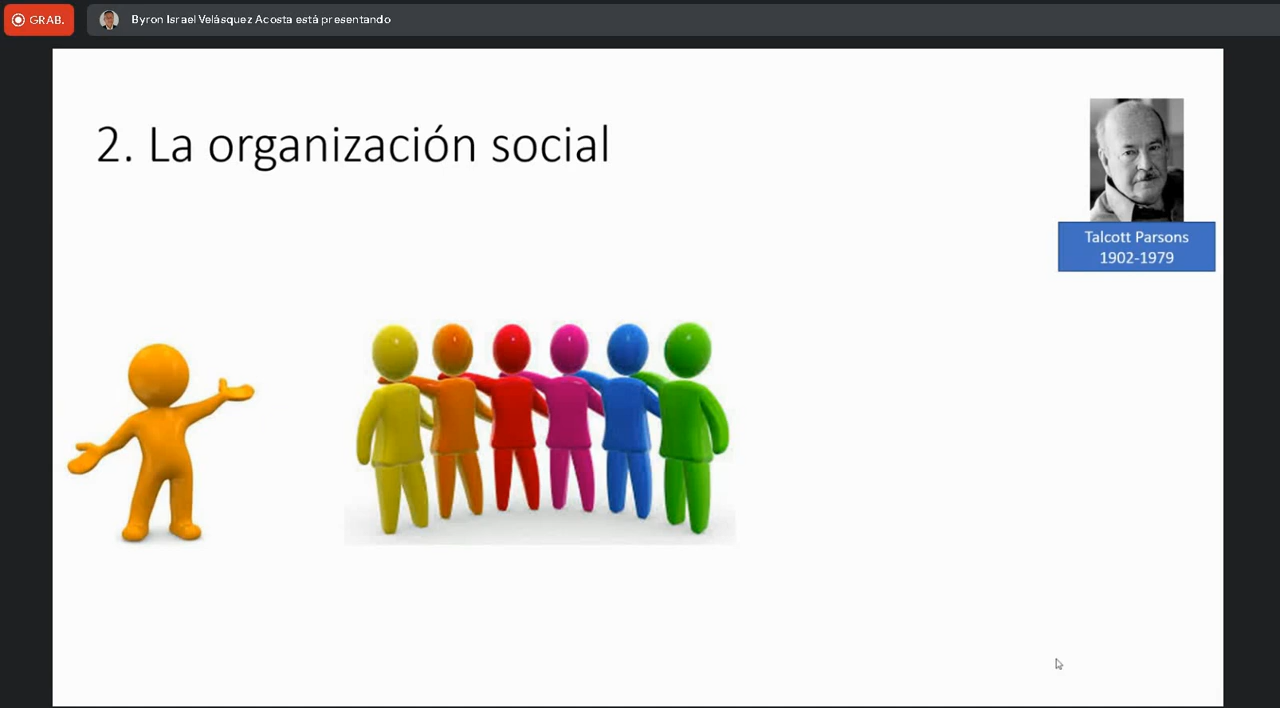 GRAB.
Byron Israel Velásquez Acosta está presentando
2. La organización social
Talcott Parsons
1902-1979